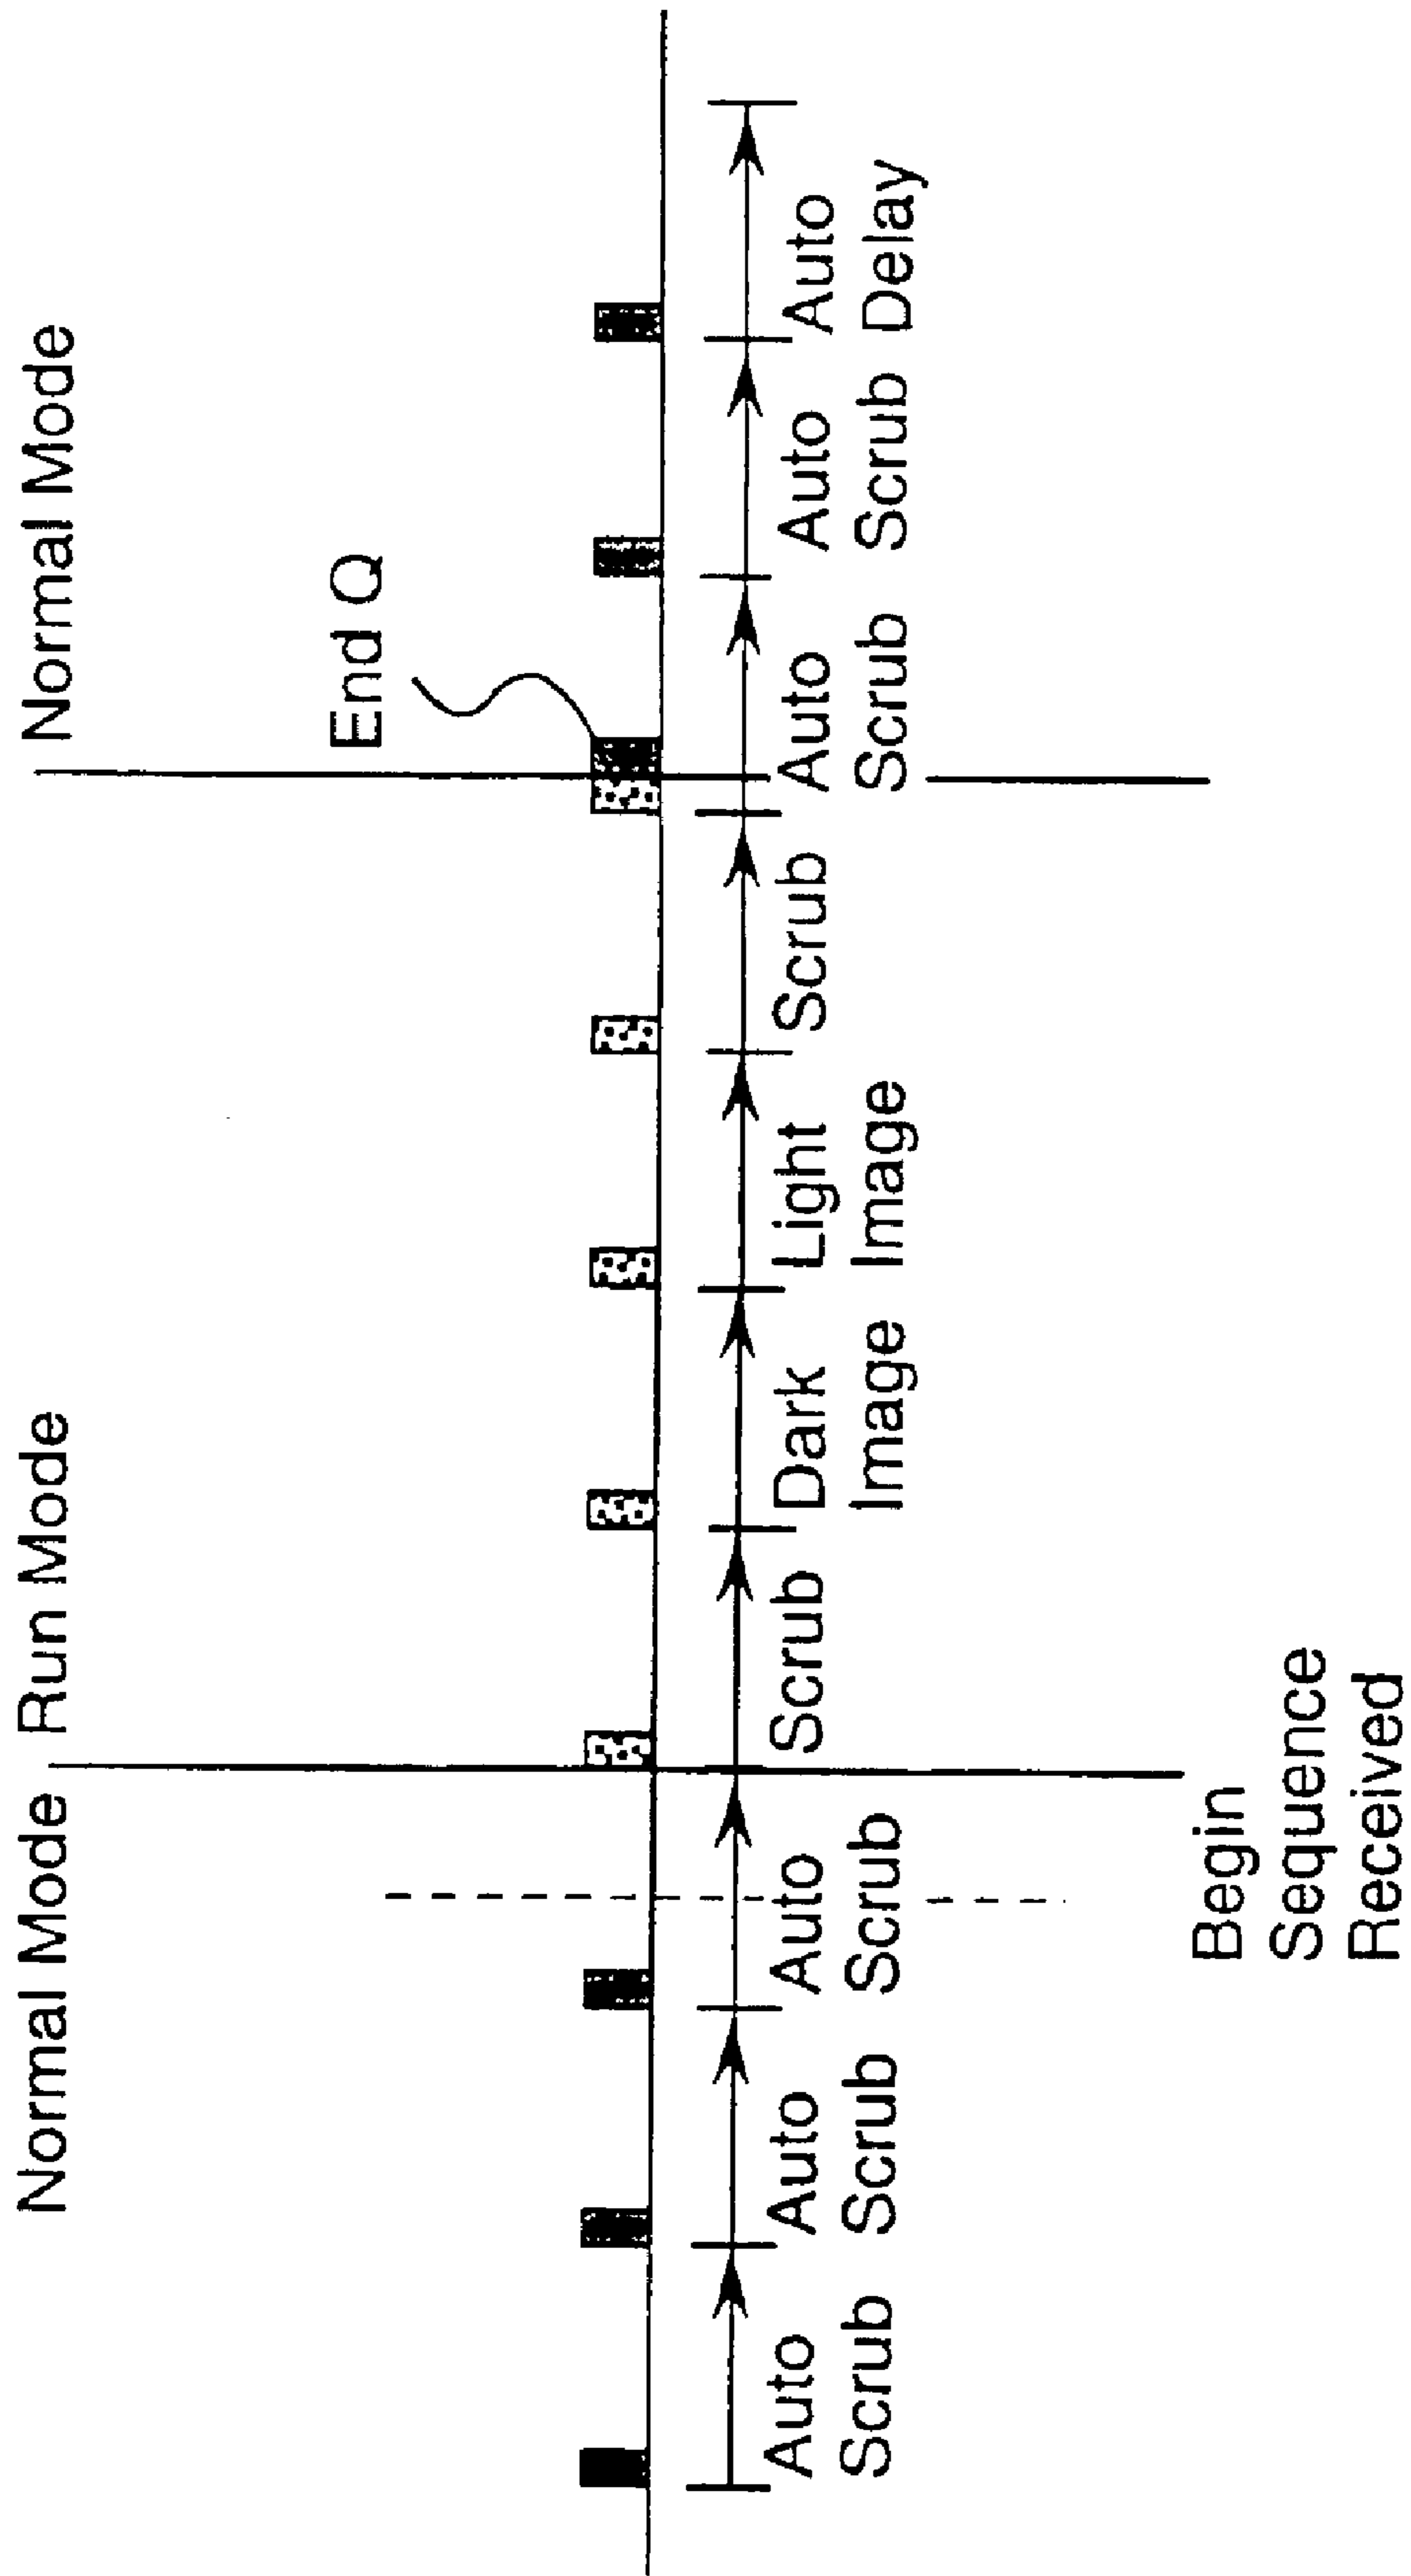 Normal Mode
Run Mode
Normal Mode
End Q
Auto
Scrub
Auto
Scrub
Auto
Scrub
Scrub
Dark
Image
Light
Image
Scrub
Auto
Scrub
Auto
Scrub
Auto
Delay
Begin
Sequence
Received